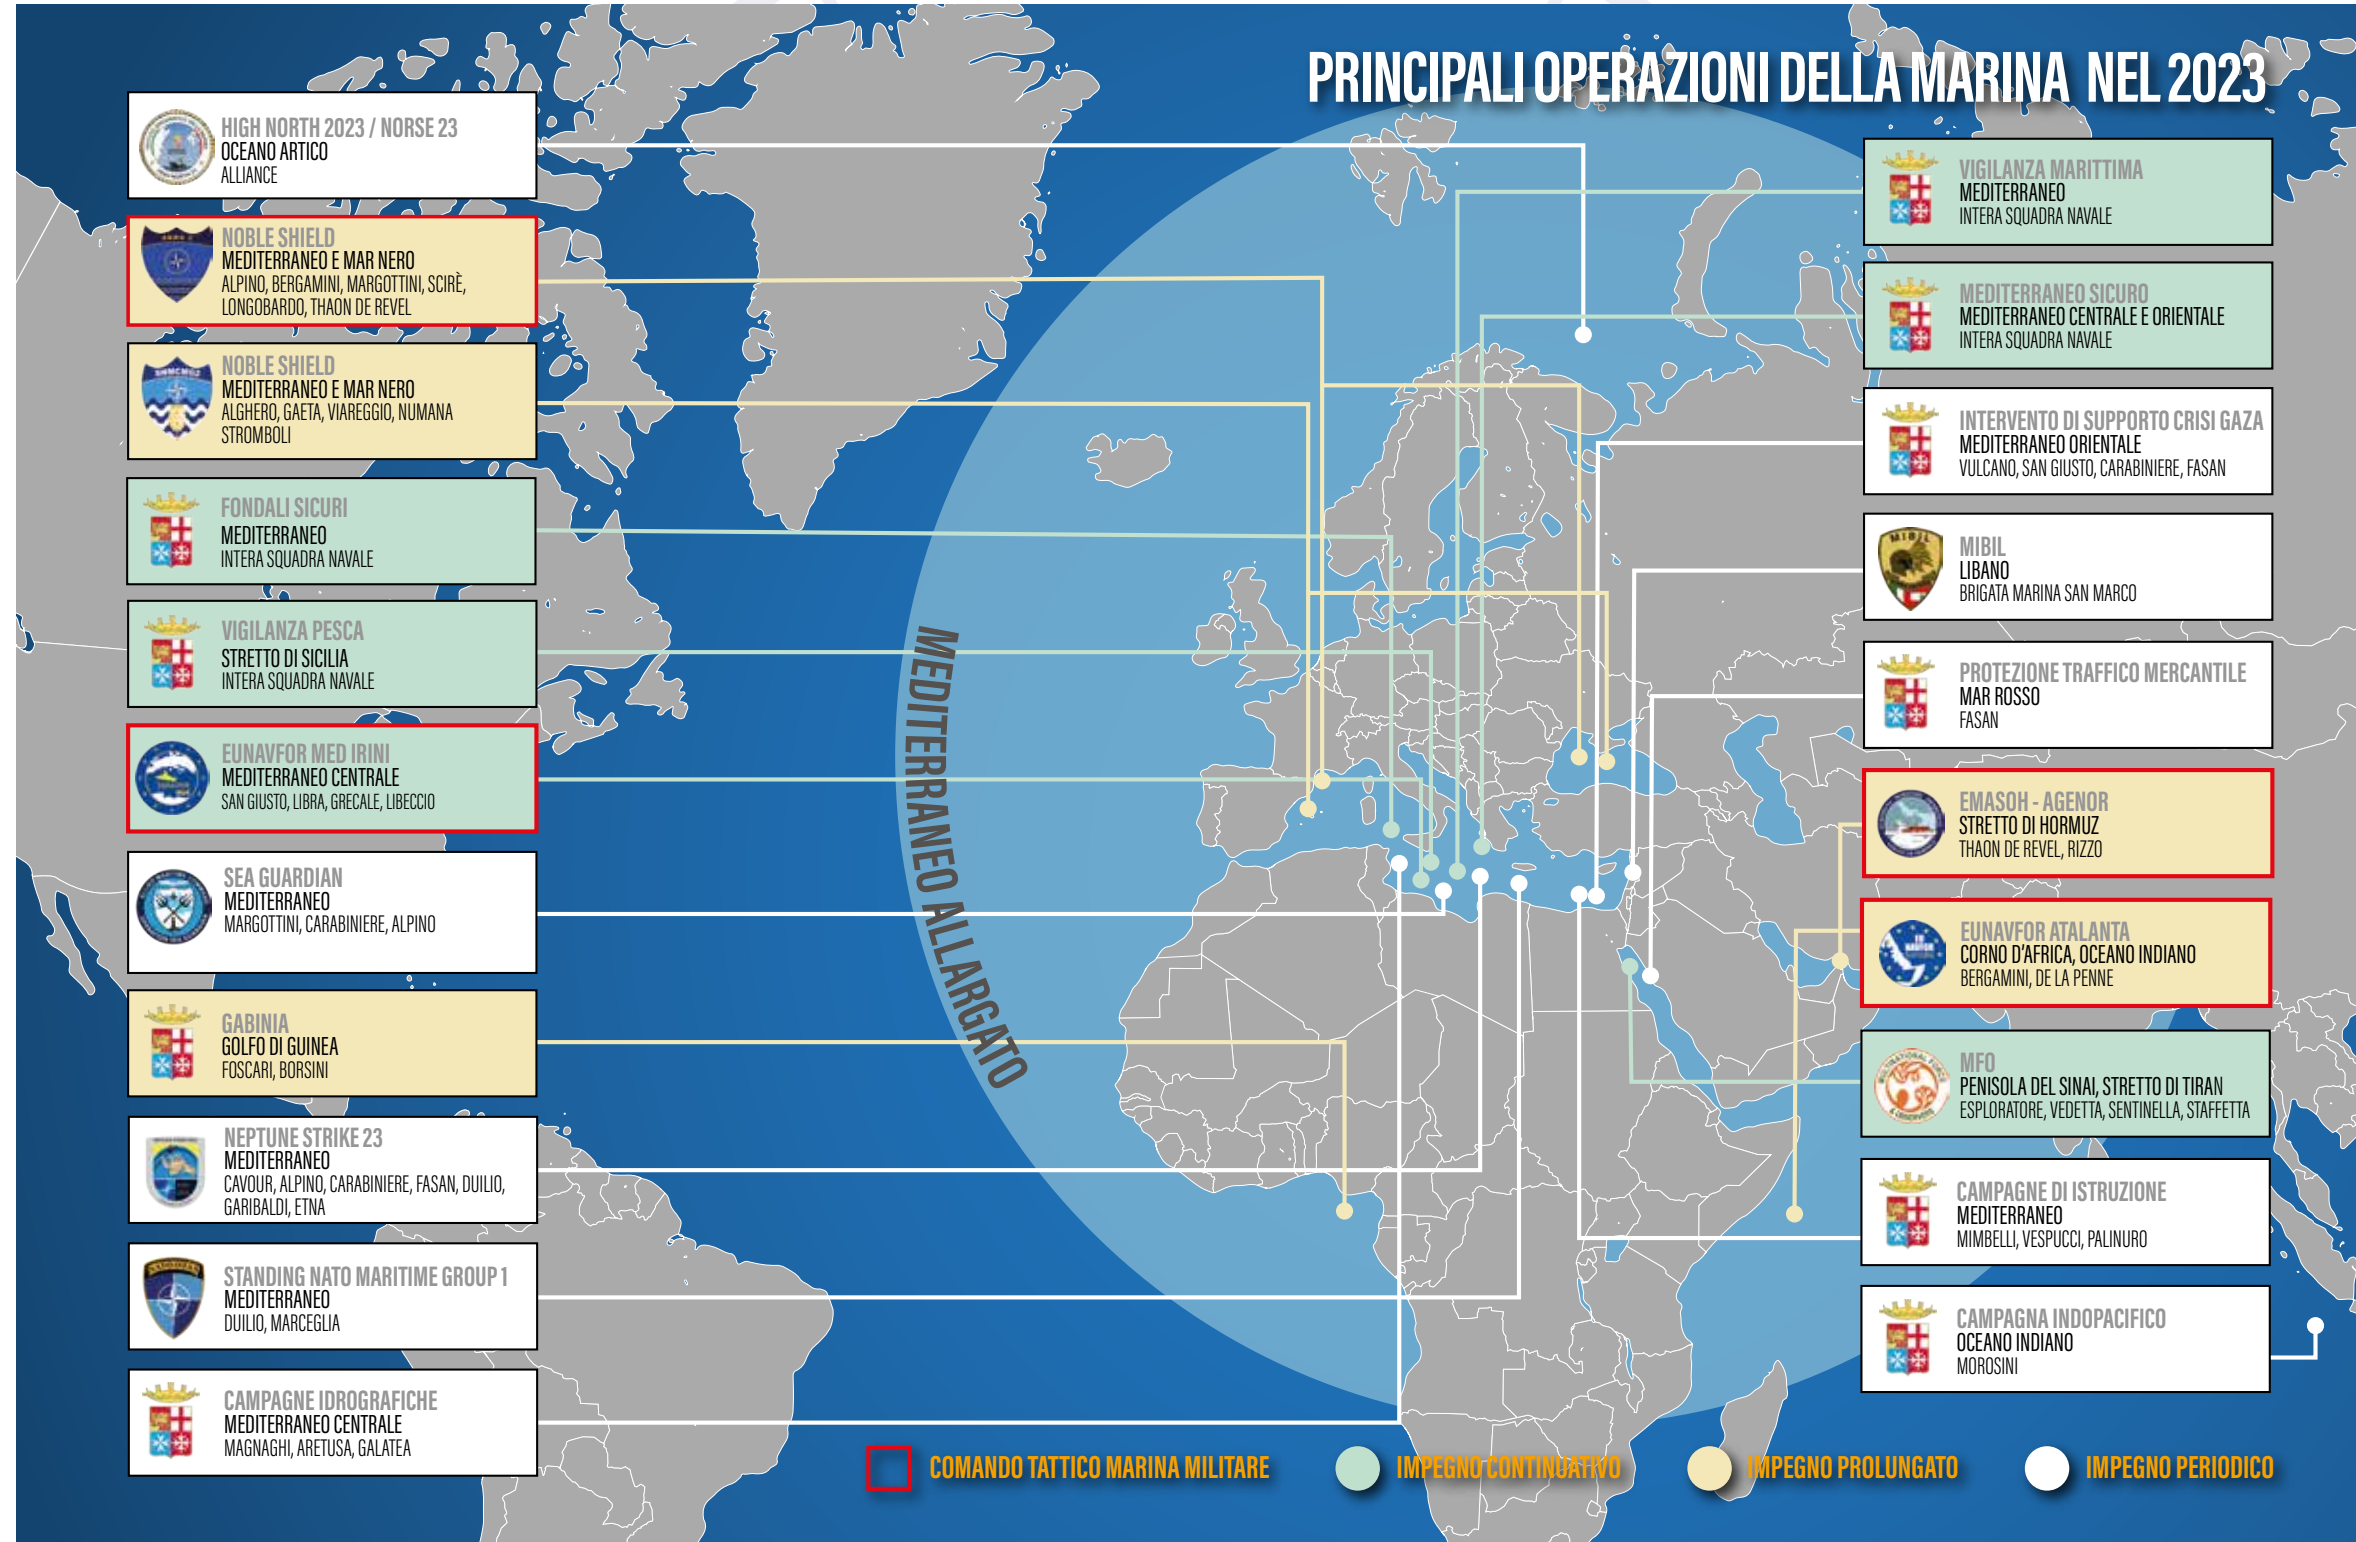 PRINCIPALI OPERAZIONI DELLA MARINA NEL 2023
HIGH NORTH 2023 / NORSE 23
OCEANO ARTICO
ALLIANCE
NOBLE SHIELD
MEDITERRANEO E MAR NERO
ALPINO, BERGAMINI, MARGOTTINI, SCIRÈ,
LONGOBARDO, THAON DE REVEL
SNMCMG2
NOBLE SHIELD
MEDITERRANEO E MAR NERO
ALGHERO, GAETA, VIAREGGIO, NUMANA
STROMBOLI
FONDALI SICURI
MEDITERRANEO
INTERA SQUADRA NAVALE
VIGILANZA PESCA
STRETTO DI SICILIA
INTERA SQUADRA NAVALE
EUNAVFOR MED IRINI
MEDITERRANEO CENTRALE
SAN GIUSTO, LIBRA, GRECALE, LIBECCIO
SEA GUARDIAN
MEDITERRANEO
MARGOTTINI, CARABINIERE, ALPINO
GABINIA
GOLFO DI GUINEA
FOSCARI, BORSINI
NEPTUNE STRIKE 23
MEDITERRANEO
CAVOUR, ALPINO, CARABINIERE, FASAN, DUILIO,
GARIBALDI, ETNA
STANDING NATO MARITIME GROUP 1
MEDITERRANEO
DUILIO, MARCEGLIA
CAMPAGNE IDROGRAFICHE
MEDITERRANEO CENTRALE
MAGNAGHI, ARETUSA, GALATEA
MEDITERRANEO ALLARGATO
VIGILANZA MARITTIMA
MEDITERRANEO
INTERA SQUADRA NAVALE
MEDITERRANEO SICURO
MEDITERRANEO CENTRALE E ORIENTALE
INTERA SQUADRA NAVALE
INTERVENTO DI SUPPORTO CRISI GAZA
MEDITERRANEO ORIENTALE
VULCANO, SAN GIUSTO, CARABINIERE, FASAN
MIBIL
MIBIL
LIBANO
BRIGATA MARINA SAN MARCO
PROTEZIONE TRAFFICO MERCANTILE
MAR ROSSO
FASAN
EMASOH - AGENOR
STRETTO DI HORMUZ
THAON DE REVEL, RIZZO
EUNAVFOR ATALANTA
CORNO D'AFRICA, OCEANO INDIANO
BERGAMINI, DE LA PENNE
MULTINATIONAL FORCE
& OBSERVERS
MFO
PENISOLA DEL SINAI, STRETTO DI TIRAN
ESPLORATORE, VEDETTA, SENTINELLA, STAFFETTA
CAMPAGNE DI ISTRUZIONE
MEDITERRANEO
MIMBELLI, VESPUCCI, PALINURO
CAMPAGNA INDOPACIFICO
OCEANO INDIANO
MOROSINI
COMANDO TATTICO MARINA MILITARE
IMPEGNO CONTINUATIVO
IMPEGNO PROLUNGATO
IMPEGNO PERIODICO